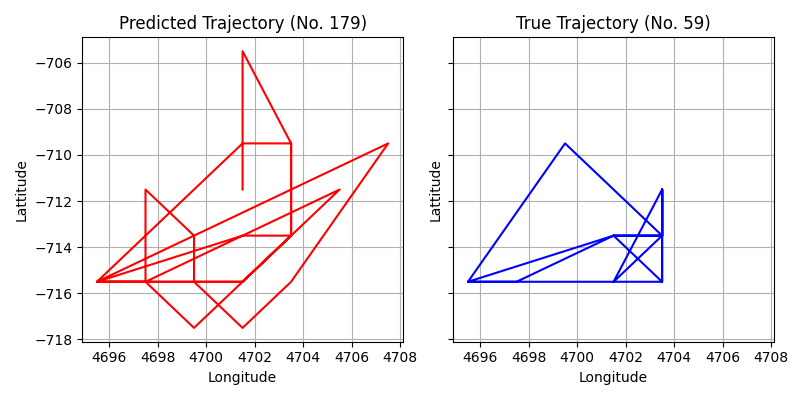 Predicted Trajectory (No. 179)
True Trajectory (No. 59)
Lattitude
−706
−708
−710
−712
−714
−716
−718
4696 4698 4700 4702 4704 4706 4708
Longitude
Lattitude
4696 4698 4700 4702 4704 4706 4708
Longitude